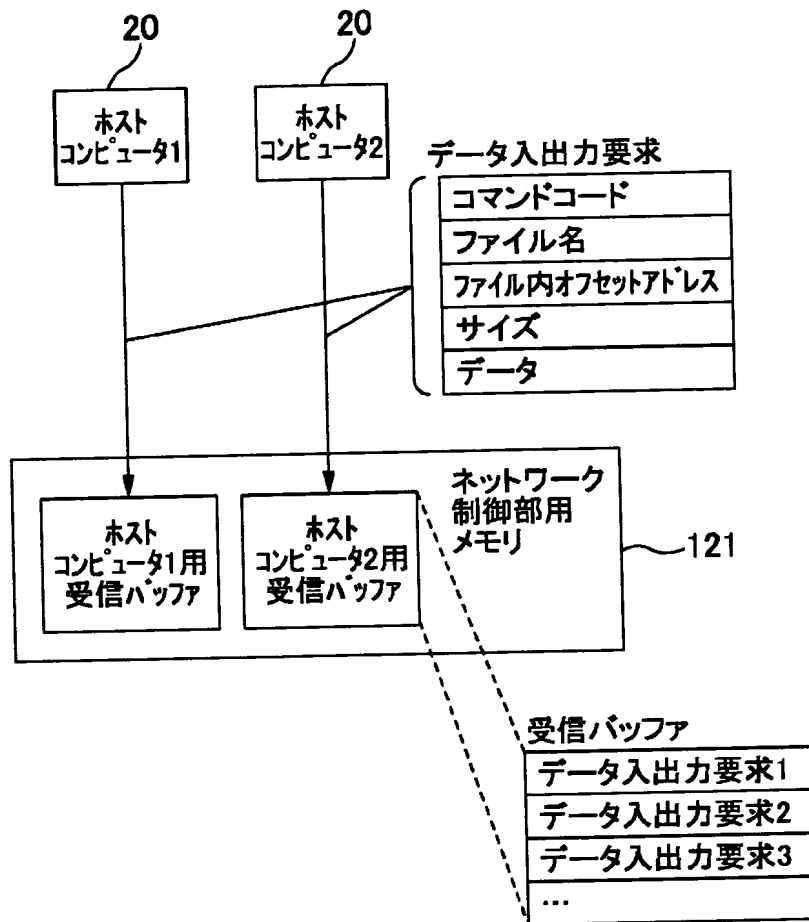 20
20
ホスト
コンピュータ1
ホスト
コンピュータ2
データ入出力要求
コマンドコード
ファイル名
ファイル内オフセットアドレス
サイズ
データ
ネットワーク
制御部用
メモリ
ホスト
コンピュータ1用
受信バッファ
ホスト
コンピュータ2用
受信バッファ
121
受信バッファ
データ入出力要求1
データ入出力要求2
データ入出力要求3
…